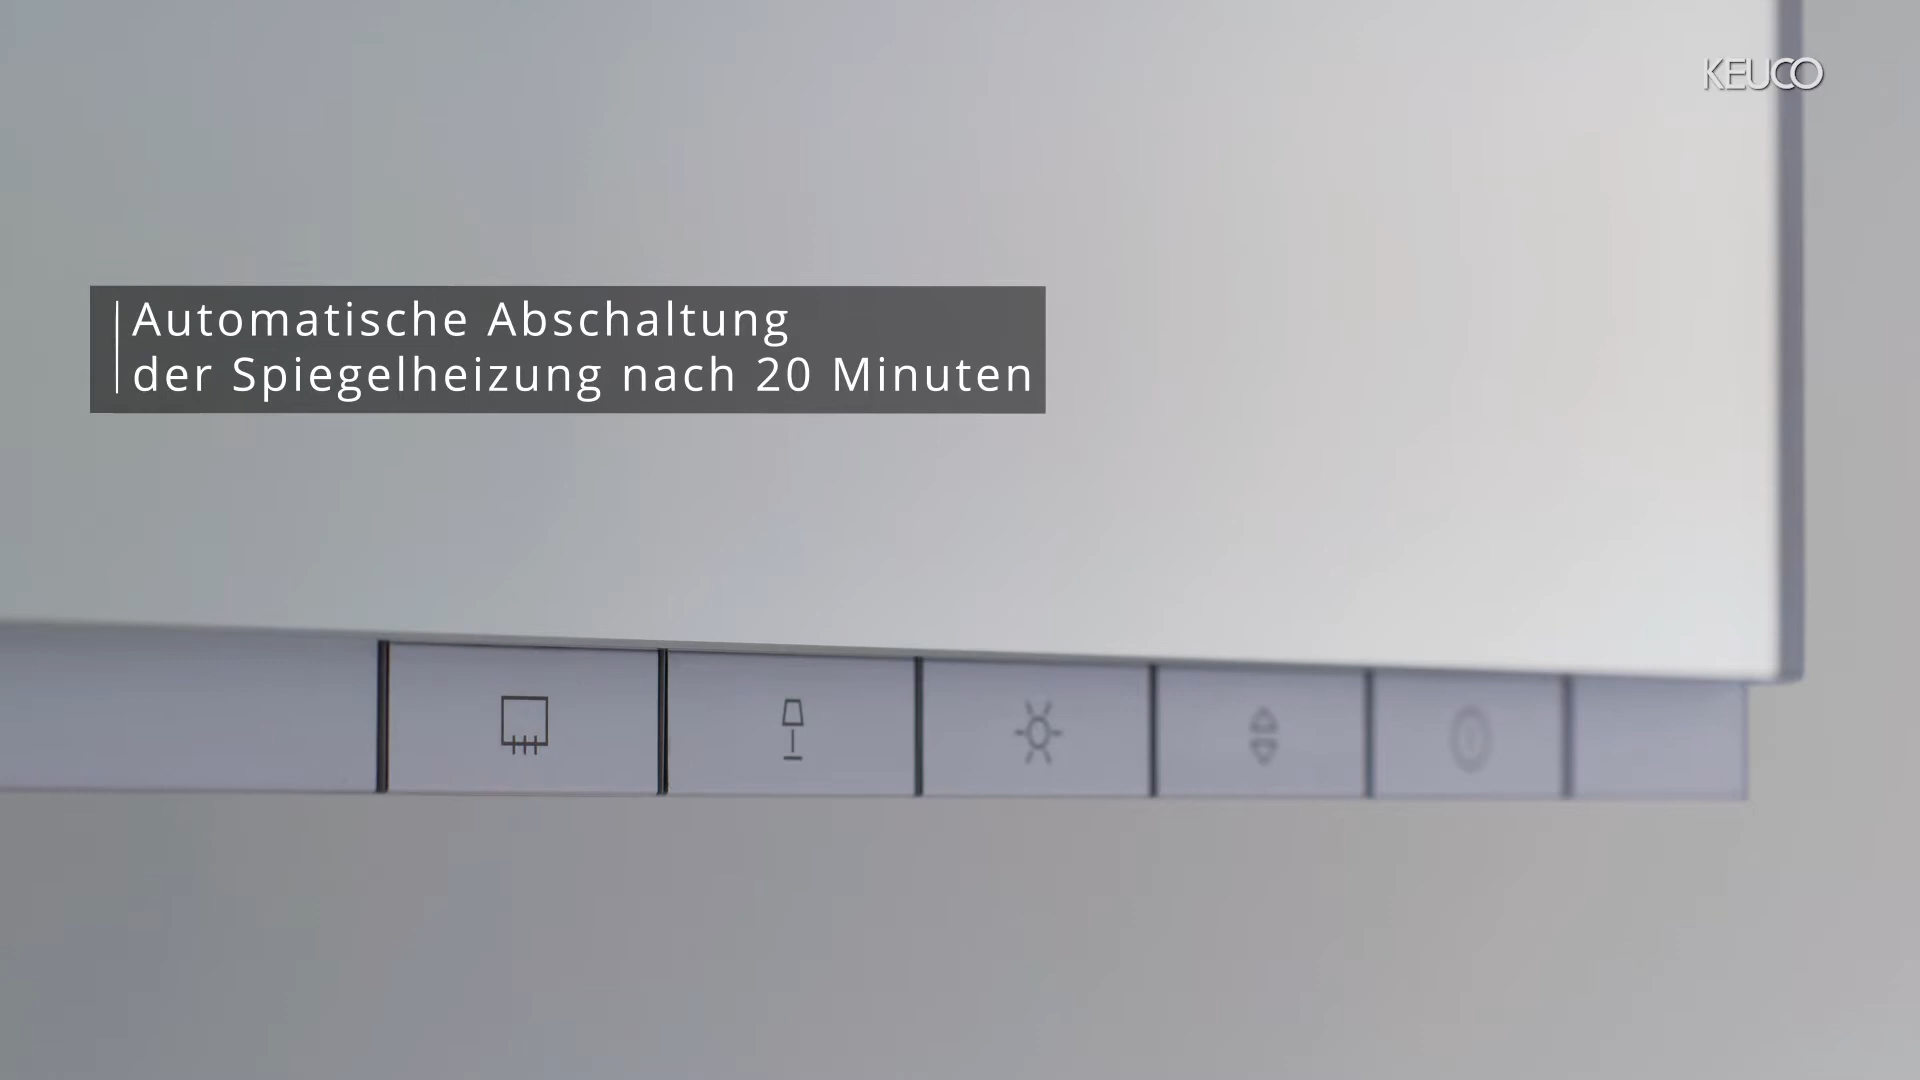 KEUCO
Automatische Abschaltung
der Spiegelheizung nach 20 Minuten